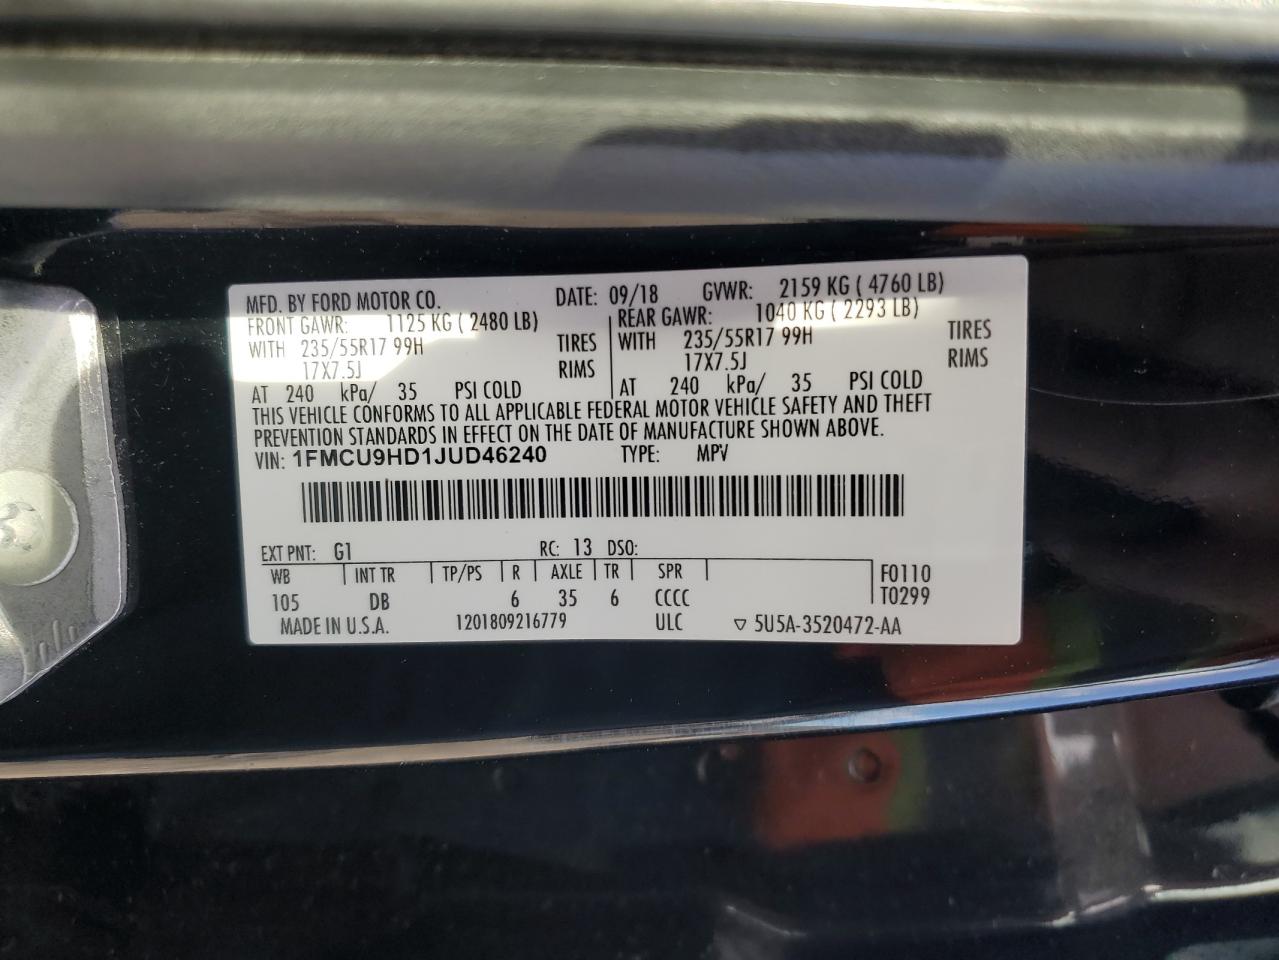 MFD. BY FORD MOTOR CO. DATE: 09/18 GVWR: 2159 KG ( 4760 LB)
FRONT GAWR: 1125 KG ( 2480 LB) REAR GAWR: 1040 KG ( 2293 LB)
WITH 235/55R17 99H TIRES WITH 235/55R17 99H TIRES
17X7.5J RIMS 17X7.5J RIMS
AT 240 kPa/ 35 PSI COLD AT 240 kPa/ 35 PSI COLD
THIS VEHICLE CONFORMS TO ALL APPLICABLE FEDERAL MOTOR VEHICLE SAFETY AND THEFT
PREVENTION STANDARDS IN EFFECT ON THE DATE OF MANUFACTURE SHOWN ABOVE.
VIN: 1FMCU9HD1JUD46240 TYPE: MPV
EXT PNT: G1 RC: 13 DSO:
WB INT TR TP/PS R AXLE TR SPR F0110
105 DB 6 35 6 CCCC T0299
MADE IN U.S.A. 1201809216779 ULC ▽ 5U5A-3520472-AA